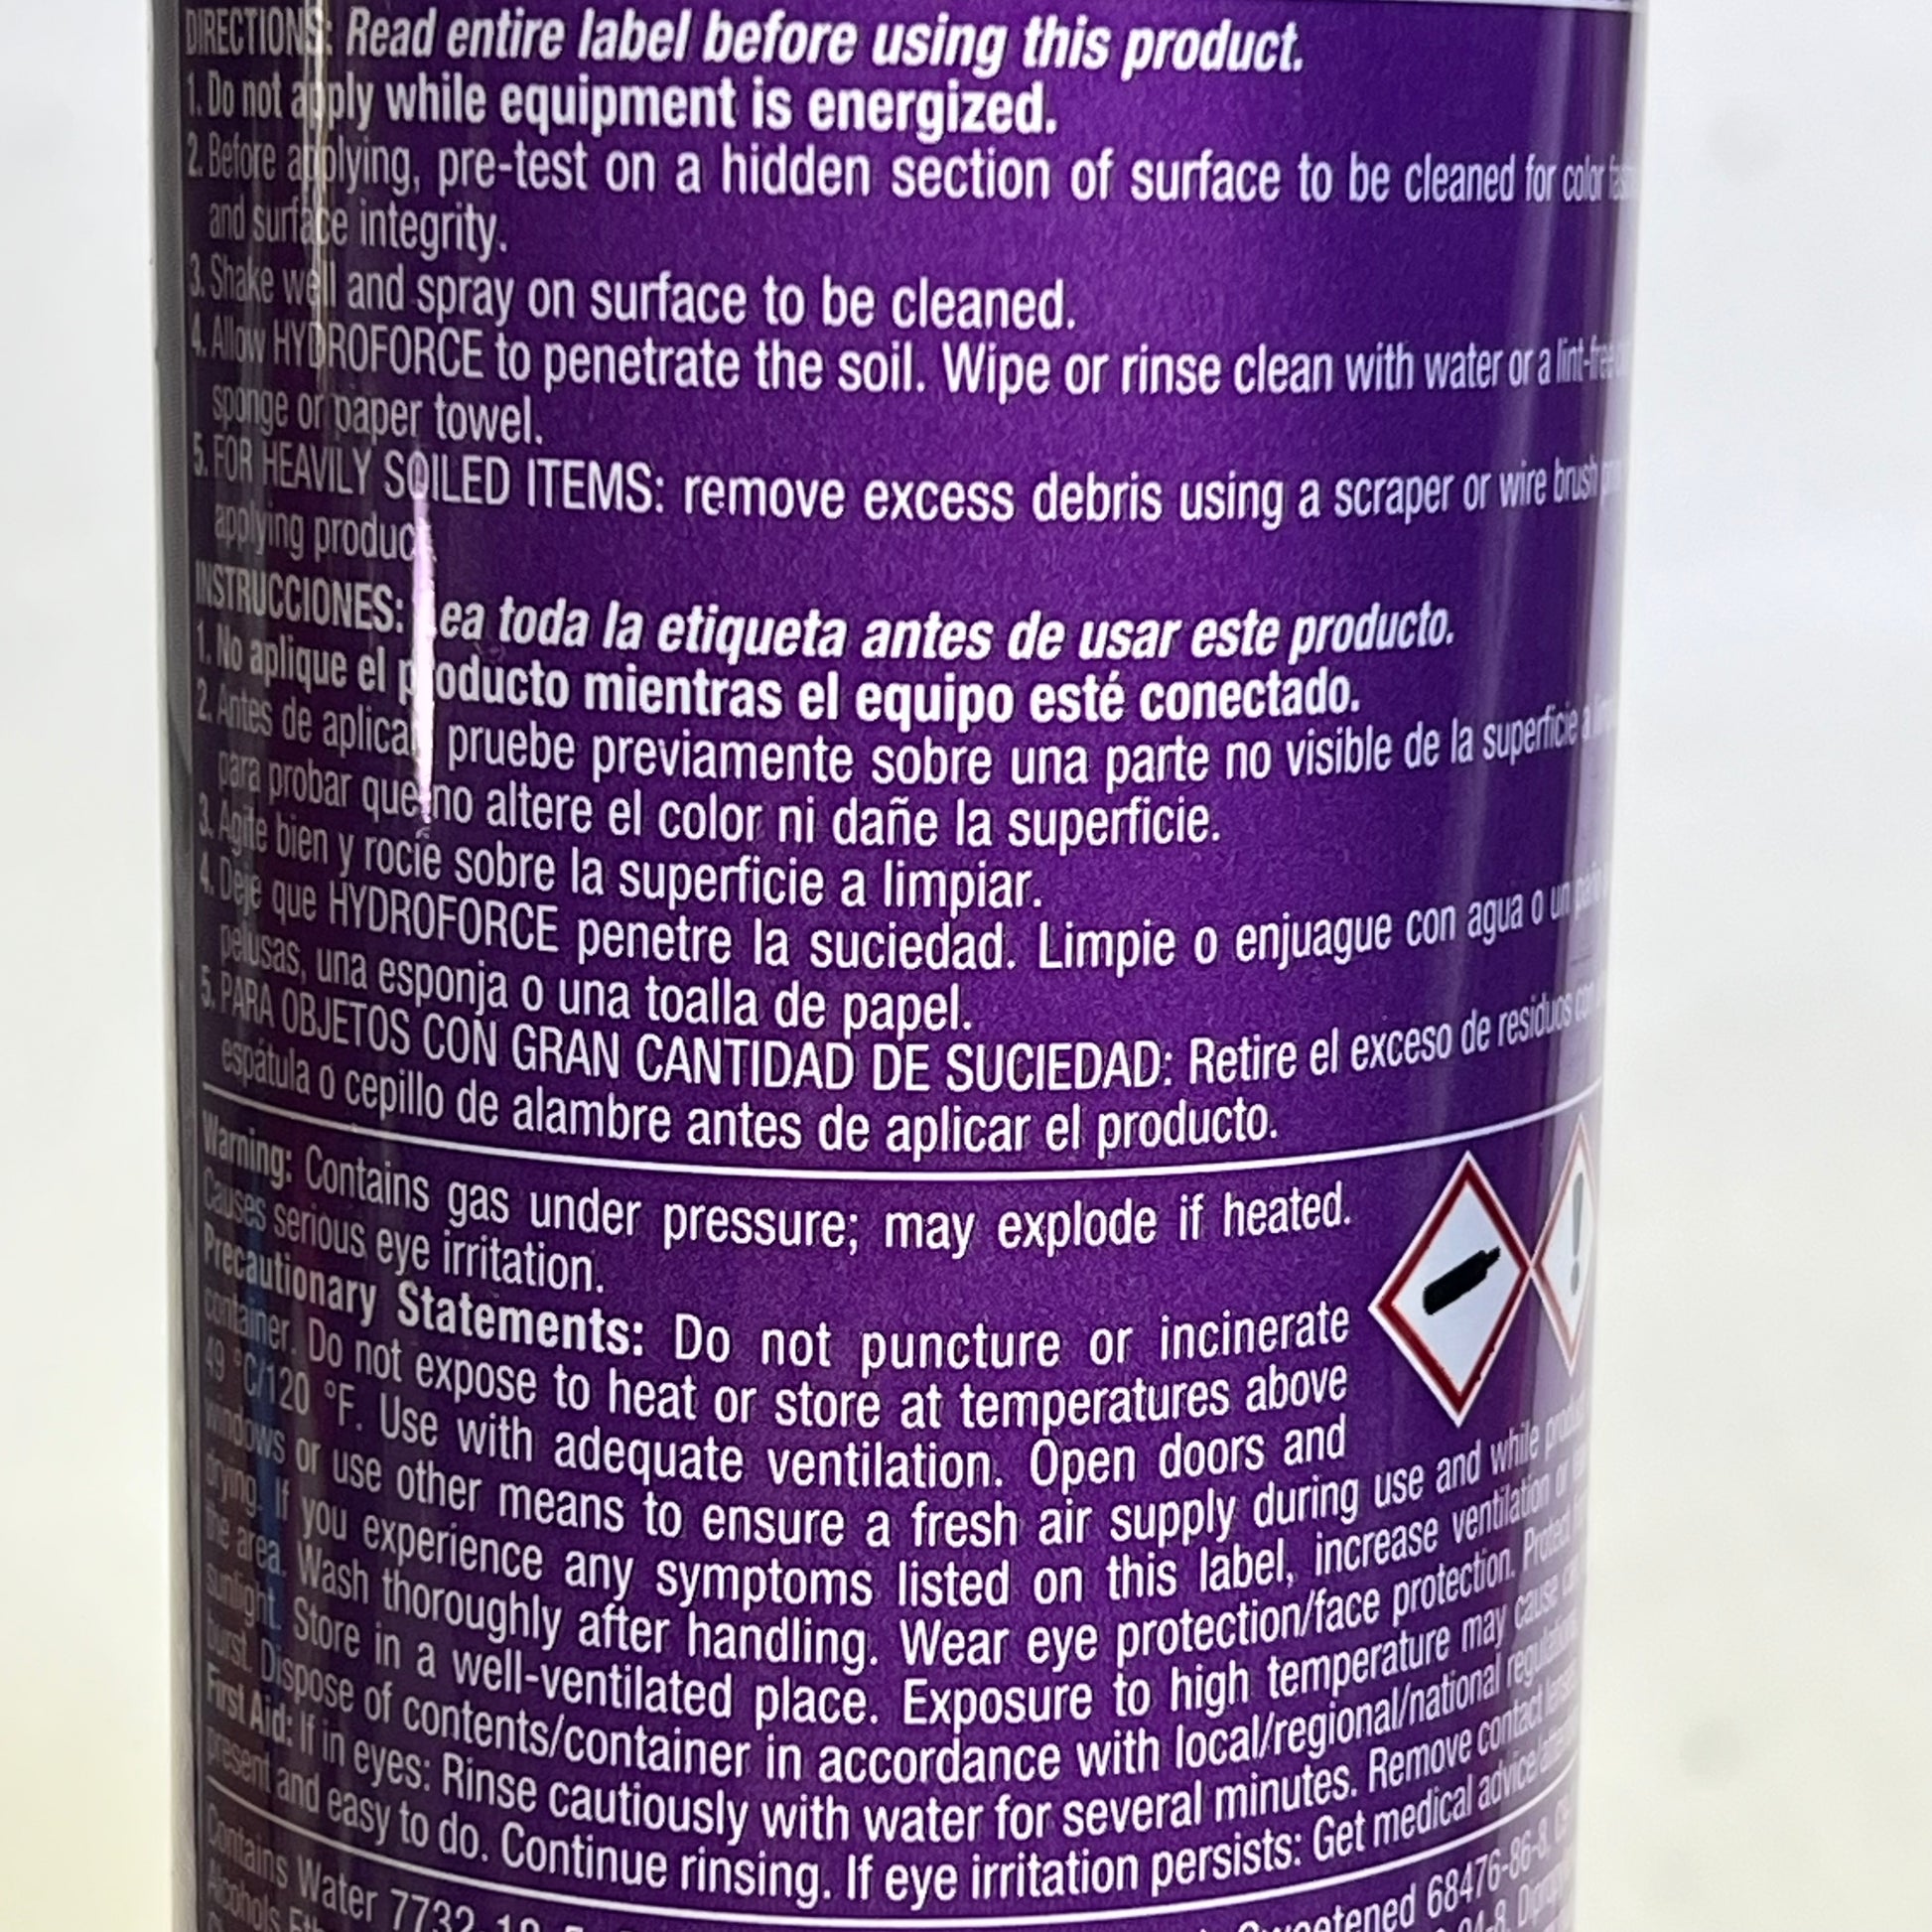 DIRECTIONS: Read entire label before using this product.
1. Do not apply while equipment is energized.
2. Before applying, pre-test on a hidden section of surface to be cleaned for color
and surface integrity.
3. Shake well and spray on surface to be cleaned.
4. Allow HYDROFORCE to penetrate the soil. Wipe or rinse clean with water or a lint-free
sponge or paper towel.
5. FOR HEAVILY SOILED ITEMS: remove excess debris using a scraper or wire brush
applying product
INSTRUCCIONES: Lea toda la etiqueta antes de usar este producto.
1. No aplique el producto mientras el equipo esté conectado.
2. Antes de aplicar, pruebe previamente sobre una parte no visible de la superficie a
para probar que no altere el color ni dañe la superficie.
3. Agite bien y rocíe sobre la superficie a limpiar.
4. Deje que HYDROFORCE penetre la suciedad. Limpie o enjuague con agua o un
pelusas, una esponja o una toalla de papel.
5. PARA OBJETOS CON GRAN CANTIDAD DE SUCIEDAD: Retire el exceso de residuos con
espátula o cepillo de alambre antes de aplicar el producto.
Warning: Contains gas under pressure; may explode if heated.
Causes serious eye irritation.
Precautionary Statements: Do not puncture or incinerate
container. Do not expose to heat or store at temperatures above
49 °C/120 °F. Use with adequate ventilation. Open doors and
windows or use other means to ensure a fresh air supply during use and while product
drying. If you experience any symptoms listed on this label, increase ventilation or
the area. Wash thoroughly after handling. Wear eye protection/face protection. Protect
sunlight. Store in a well-ventilated place. Exposure to high temperature may cause
burst. Dispose of contents/container in accordance with local/regional/national regulations.
First Aid: If in eyes: Rinse cautiously with water for several minutes. Remove contact
present and easy to do. Continue rinsing. If eye irritation persists: Get medical advice/
Contains Water 7732 68476-86-8,
Alcohols